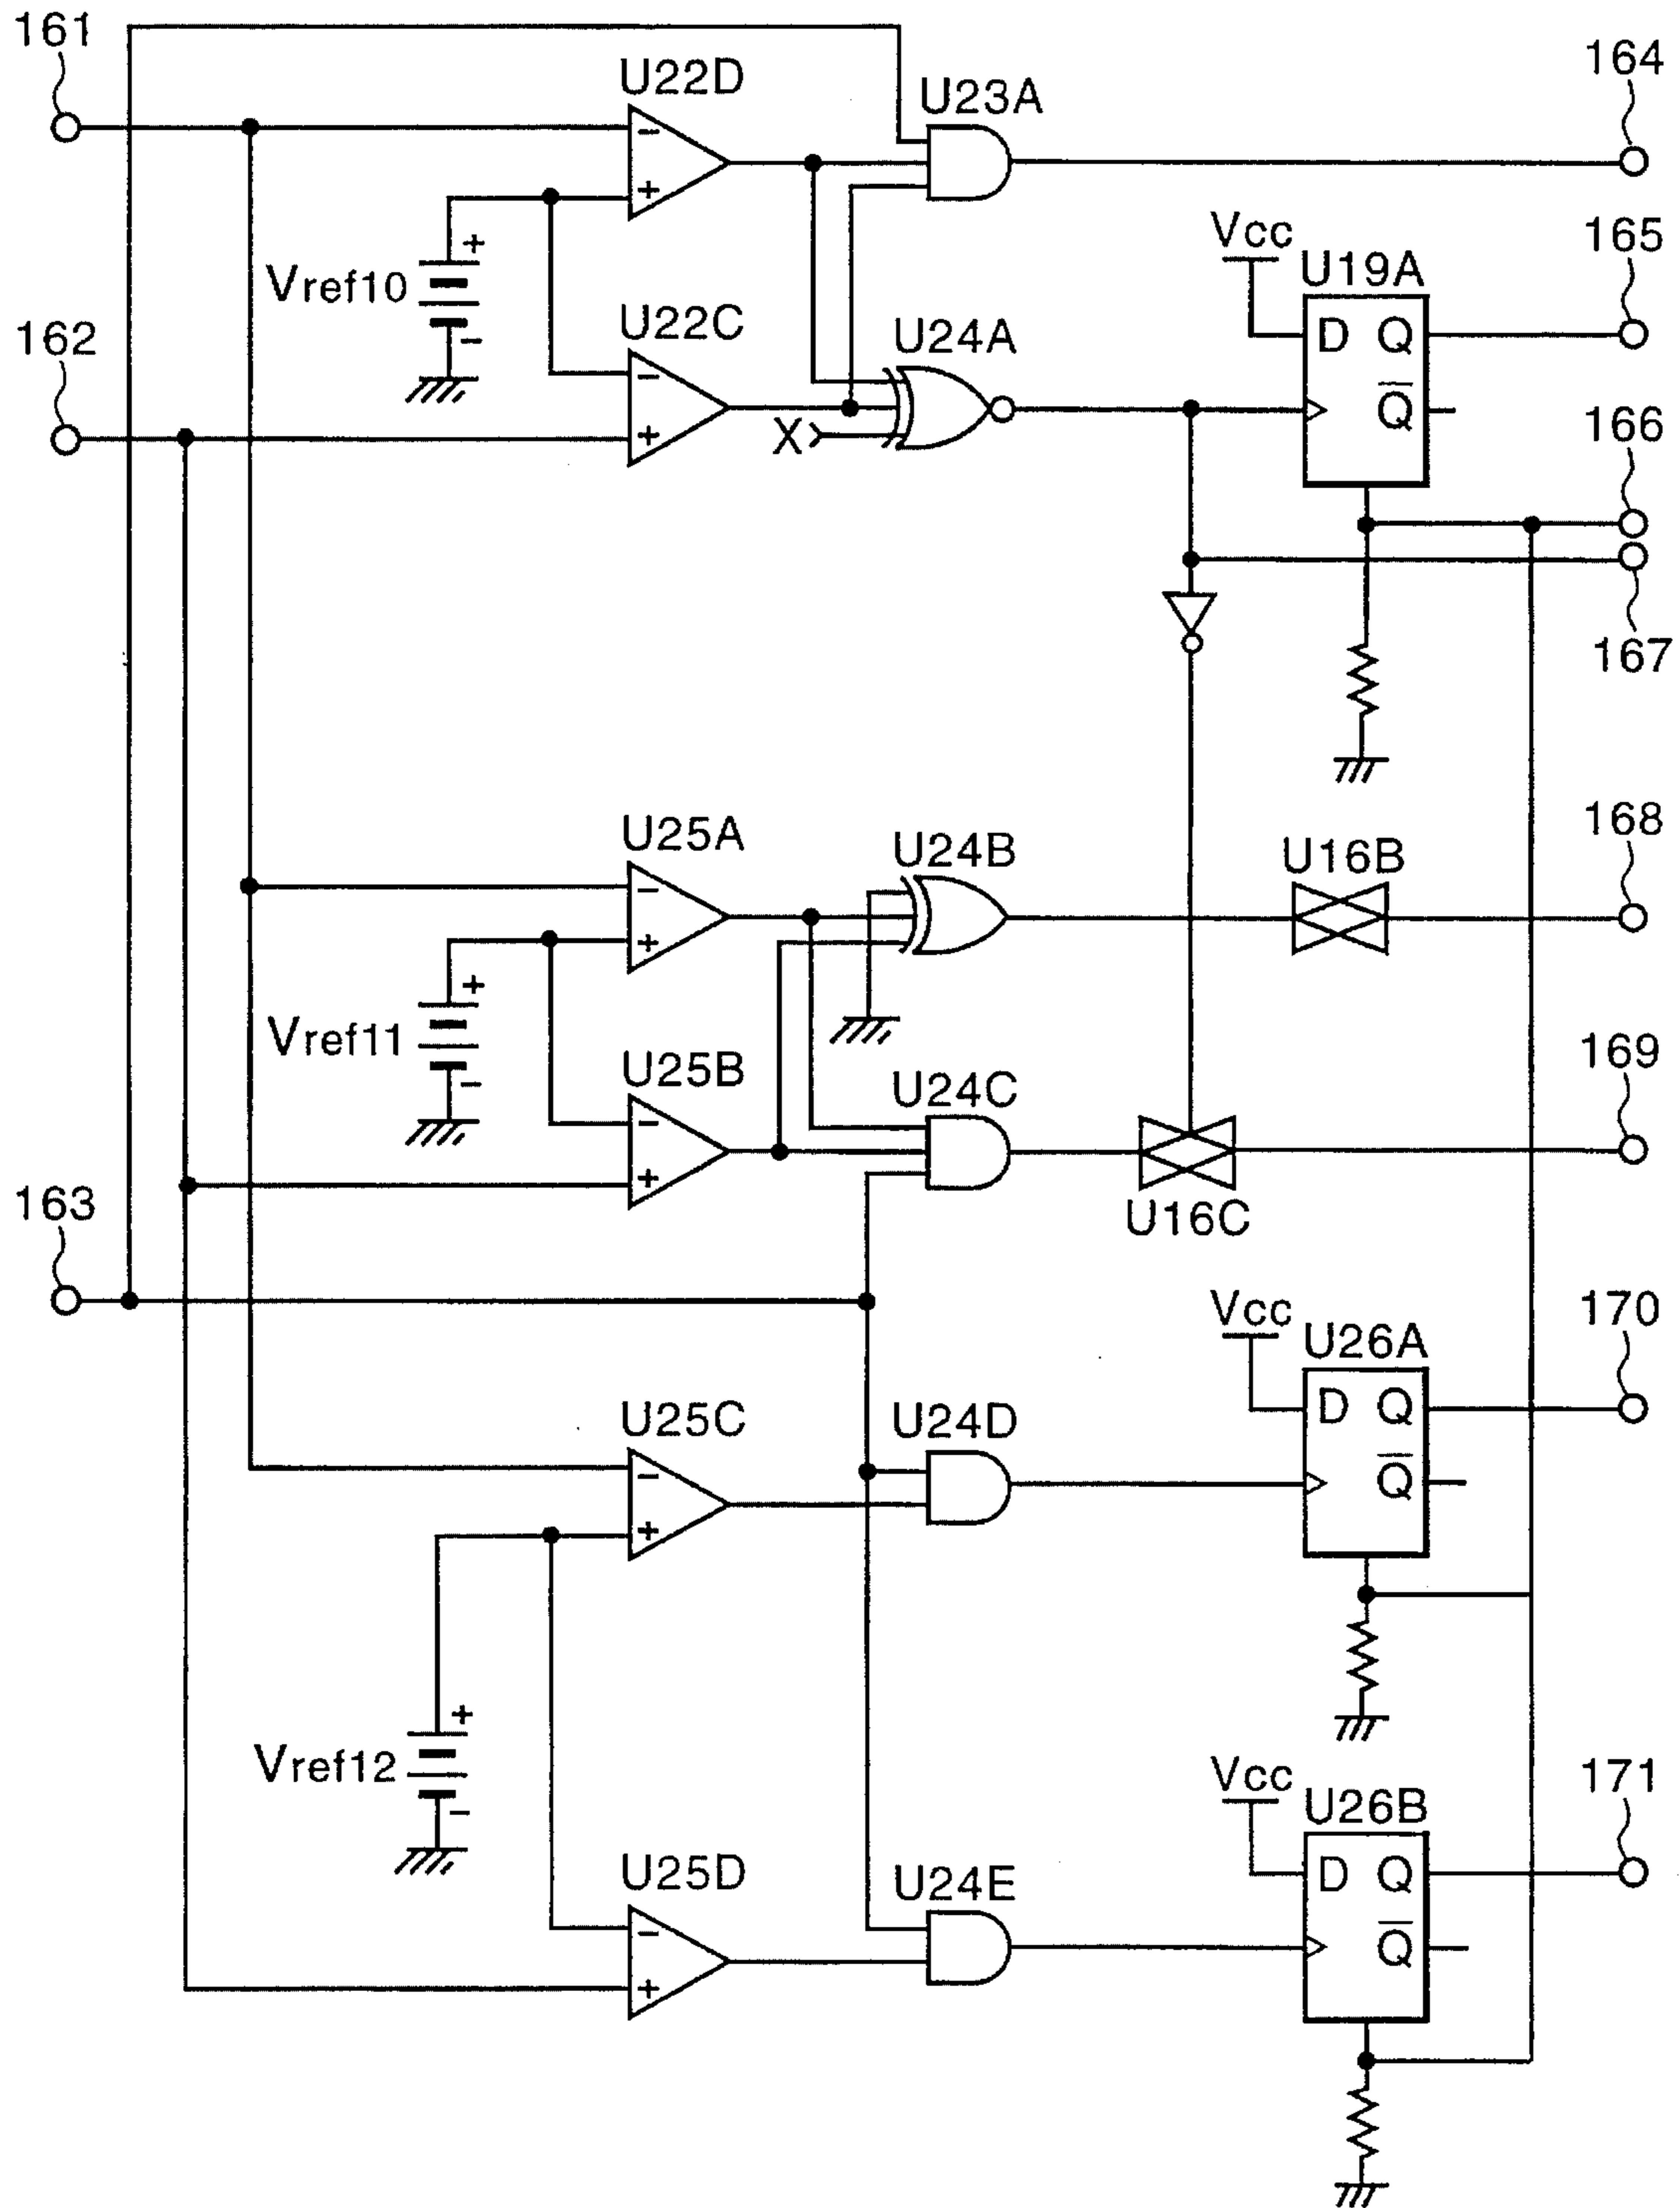 161
U22D
U23A
164
−
+
Vref10
+
−
Vcc
165
U19A
D Q
Q̅
162
U22C
−
+
U24A
X
166
167
U25A
−
+
U24B
U16B
168
Vref11
+
−
U25B
−
+
U24C
169
U16C
163
Vcc
170
U26A
D Q
Q̅
U25C
−
+
U24D
Vref12
+
−
Vcc
171
U26B
D Q
Q̅
U25D
−
+
U24E